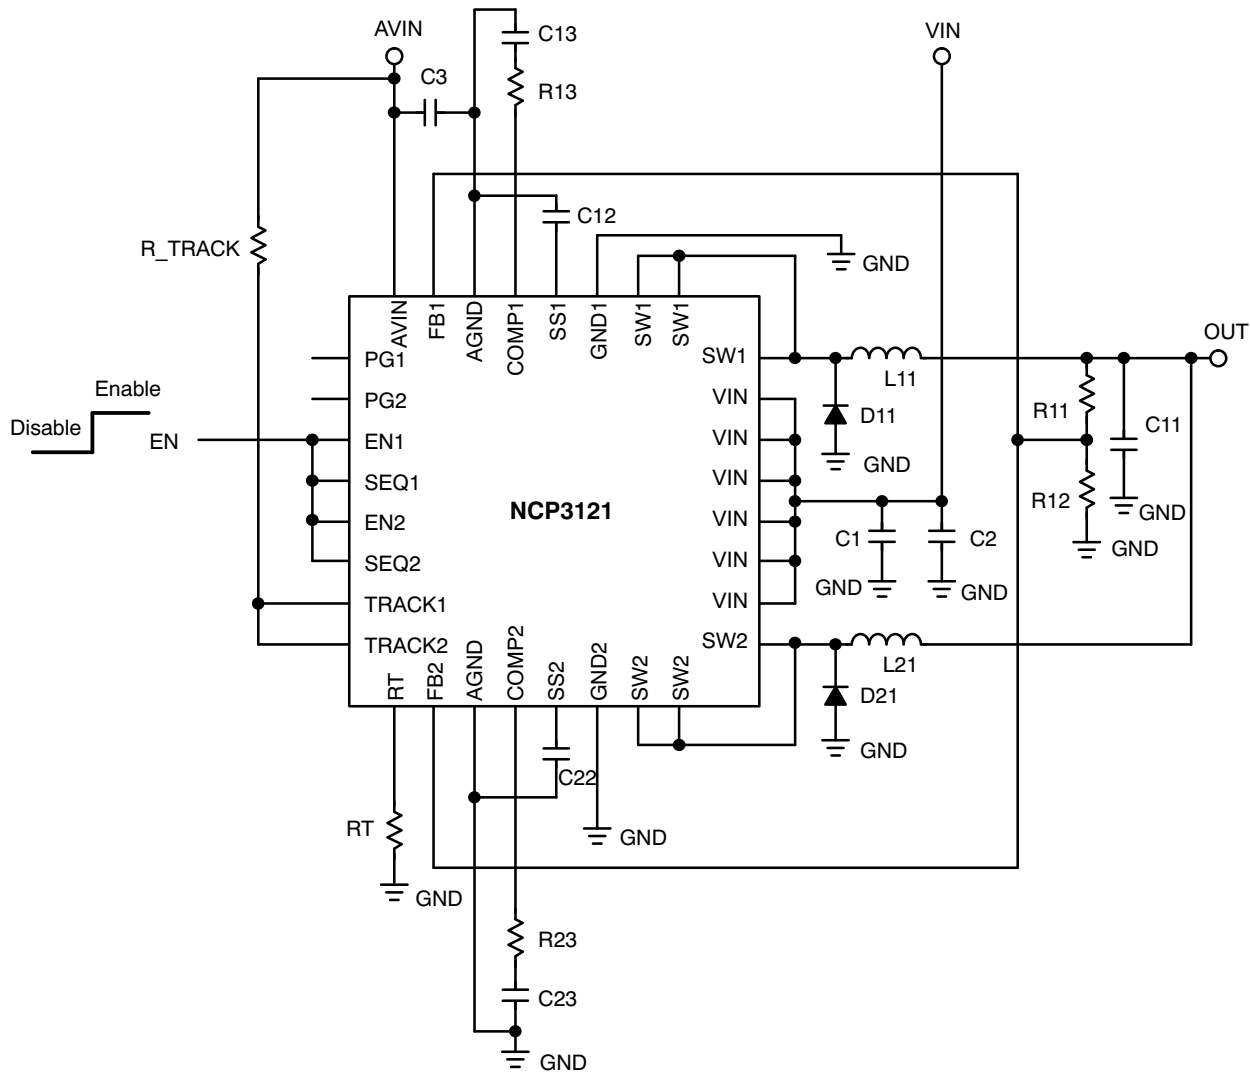 AVIN
VIN
C13
C3
R13
C12
R_TRACK
GND
AVIN
FB1
AGND
COMP1
SS1
GND1
SW1
SW1
OUT
PG1
SW1
L11
Enable
PG2
VIN
R11
D11
C11
Disable
EN
EN1
VIN
GND
SEQ1
VIN
R12
NCP3121
GND
EN2
VIN
C1
C2
GND
SEQ2
VIN
GND
GND
TRACK1
VIN
TRACK2
SW2
L21
RT
FB2
AGND
COMP2
SS2
GND2
SW2
SW2
D21
GND
C22
RT
GND
GND
R23
C23
GND